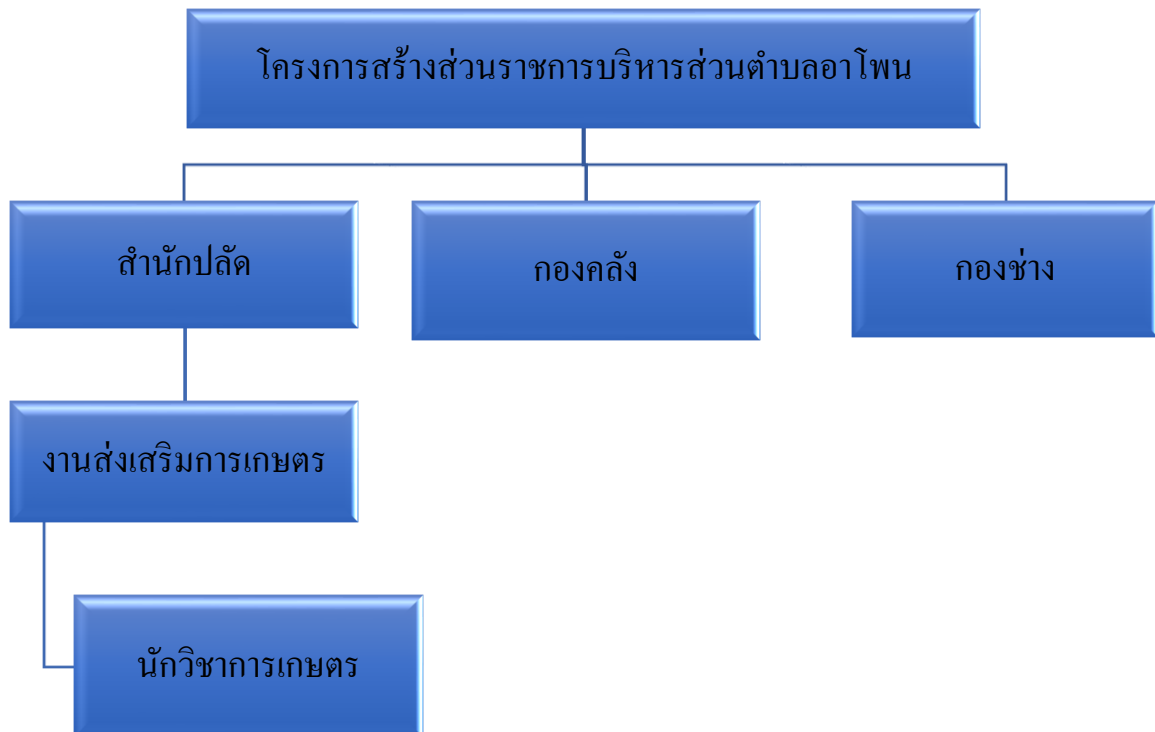 โครงการสร้างส่วนราชการบริหารส่วนตำบลอาโพน
สำนักปลัด
กองคลัง
กองช่าง
งานส่งเสริมการเกษตร
นักวิชาการเกษตร